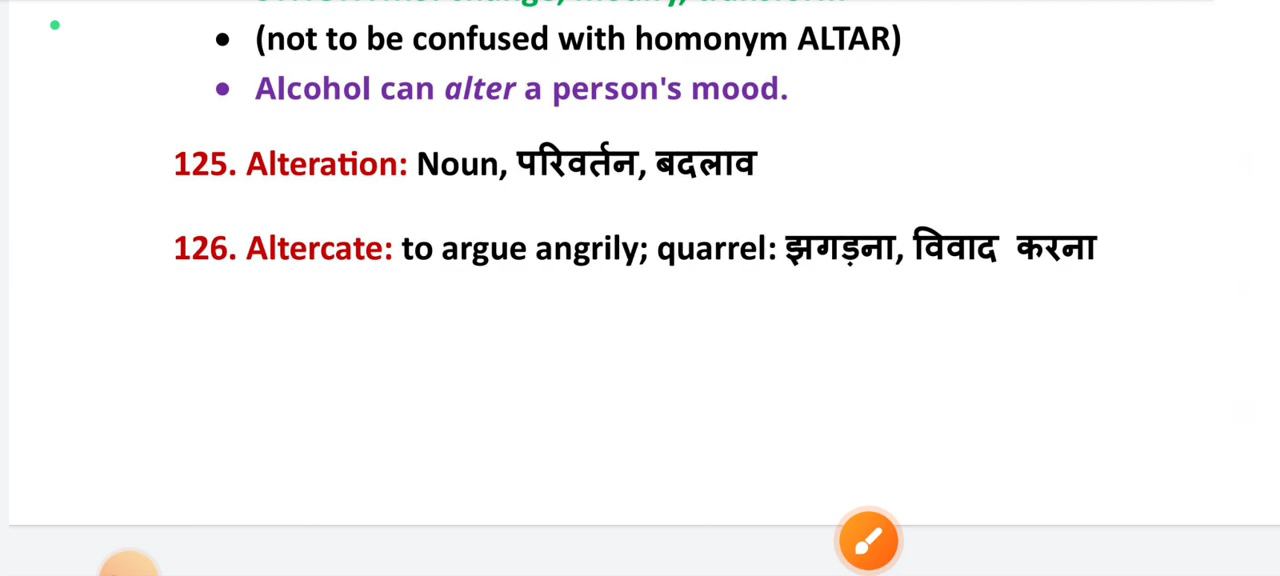 (not to be confused with homonym ALTAR)
Alcohol can alter a person's mood.
125. Alteration: Noun, परिवर्तन, बदलाव
126. Altercate: to argue angrily; quarrel: झगड़ना, विवाद करना